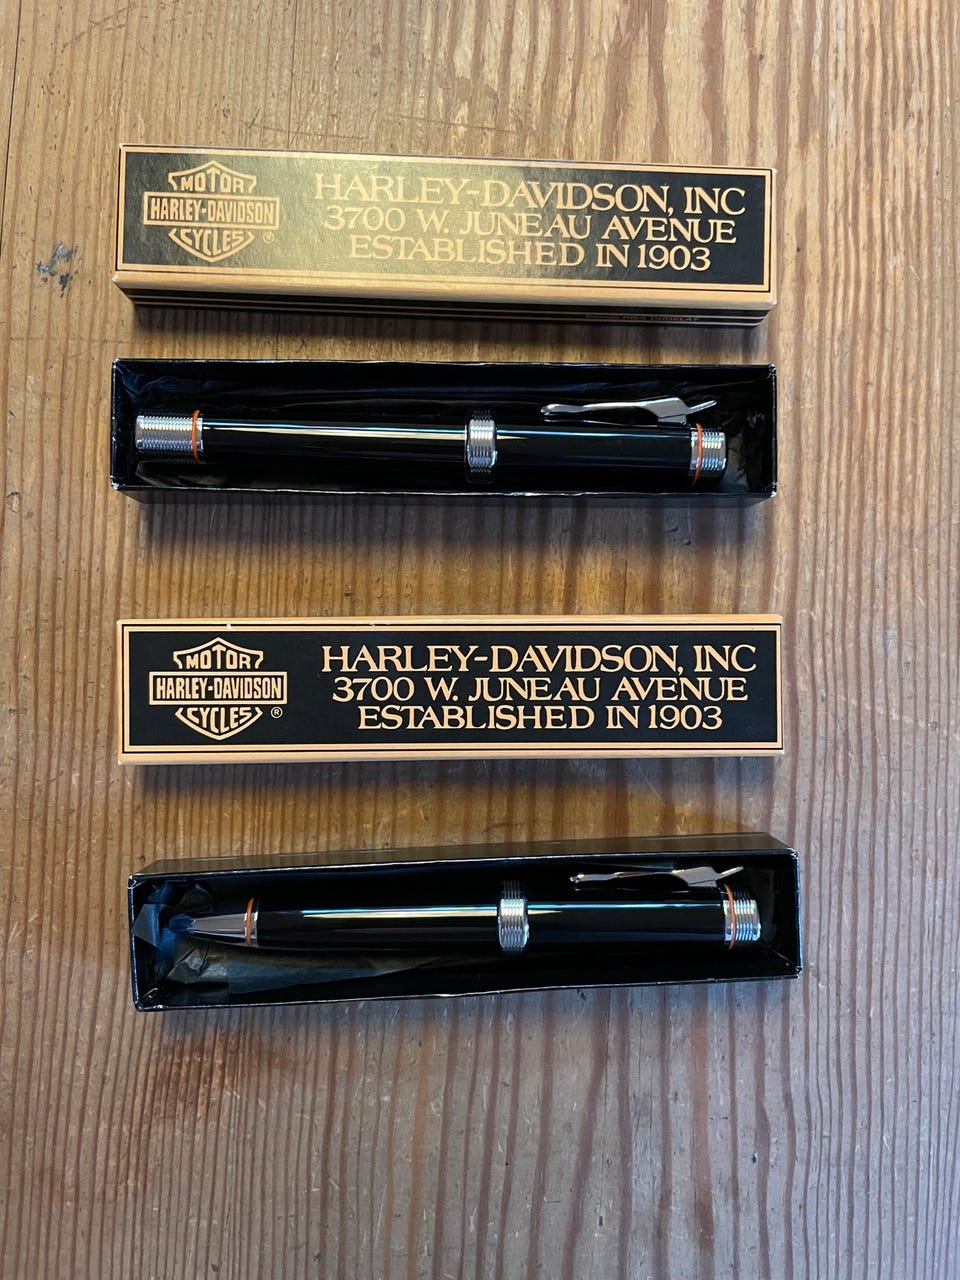 MOTOR
HARLEY-DAVIDSON
CYCLES®
HARLEY-DAVIDSON, INC
3700 W. JUNEAU AVENUE
ESTABLISHED IN 1903
MOTOR
HARLEY-DAVIDSON
CYCLES®
HARLEY-DAVIDSON, INC
3700 W. JUNEAU AVENUE
ESTABLISHED IN 1903